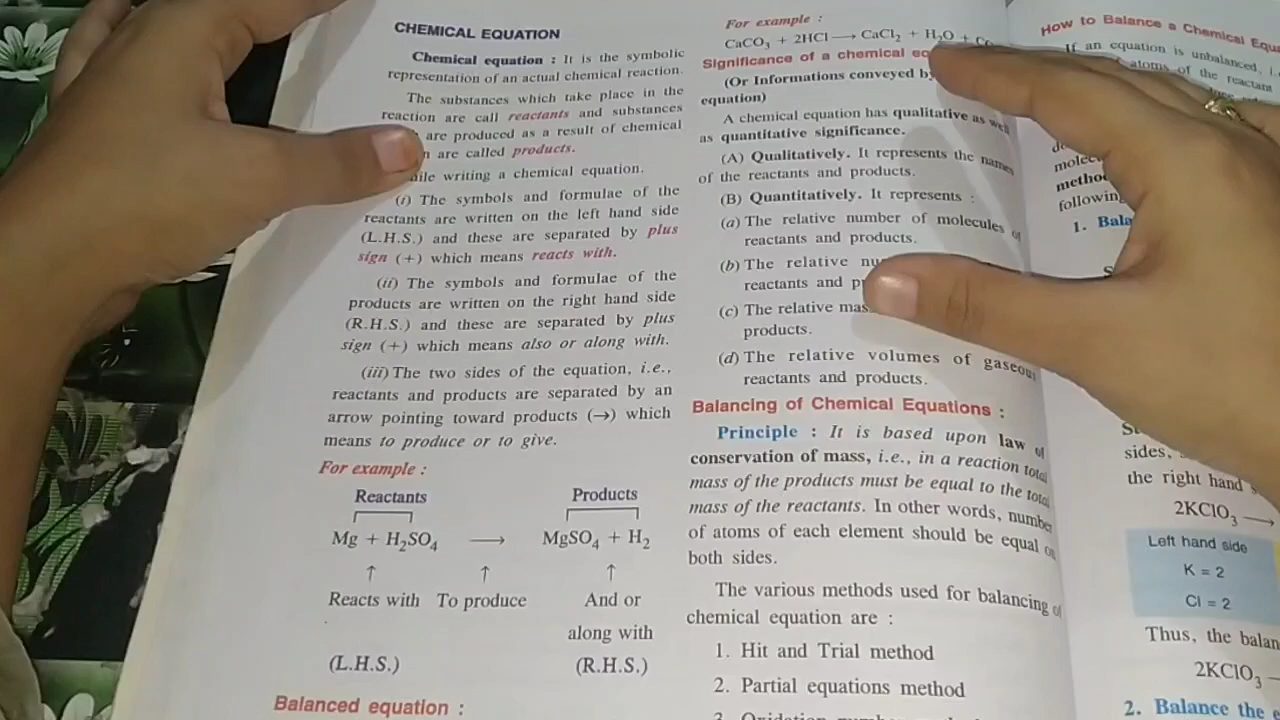 CHEMICAL EQUATION
Chemical equation : It is the symbolic
representation of an actual chemical reaction.
The substances which take place in the
reaction are call reactants and substances
are produced as a result of chemical
are called products.
writing a chemical equation.
(i) The symbols and formulae of the
reactants are written on the left hand side
(L.H.S.) and these are separated by plus
sign (+) which means reacts with.
(ii) The symbols and formulae of the
products are written on the right hand side
(R.H.S.) and these are separated by plus
sign (+) which means also or along with.
(iii) The two sides of the equation, i.e.,
reactants and products are separated by an
arrow pointing toward products (→) which
means to produce or to give.
For example :
Reactants Products
Mg + H₂SO₄ ⟶ MgSO₄ + H₂
↑ ↑ ↑
Reacts with To produce And or
along with
(L.H.S.) (R.H.S.)
Balanced equation :
For example :
CaCO₃ + 2HCl ⟶ CaCl₂ + H₂O +
Significance of a chemical
(Or Informations conveyed by
equation)
A chemical equation has qualitative as well
as quantitative significance.
(A) Qualitatively. It represents the names
of the reactants and products.
(B) Quantitatively. It represents :
(a) The relative number of molecules of
reactants and products.
(b) The relative
reactants and
(c) The relative
products.
(d) The relative volumes of gaseous
reactants and products.
Balancing of Chemical Equations :
Principle : It is based upon law of
conservation of mass, i.e., in a reaction total
mass of the products must be equal to the total
mass of the reactants. In other words, number
of atoms of each element should be equal on
both sides.
The various methods used for balancing of
chemical equation are :
1. Hit and Trial method
2. Partial equations method
How to Balance a Chemical
If an equation is unbalanced,
atoms of the reactant
following
1.
sides,
the right hand
2KClO₃ ⟶
Left hand side
K = 2
Cl = 2
Thus, the
2KClO₃
2. Balance the